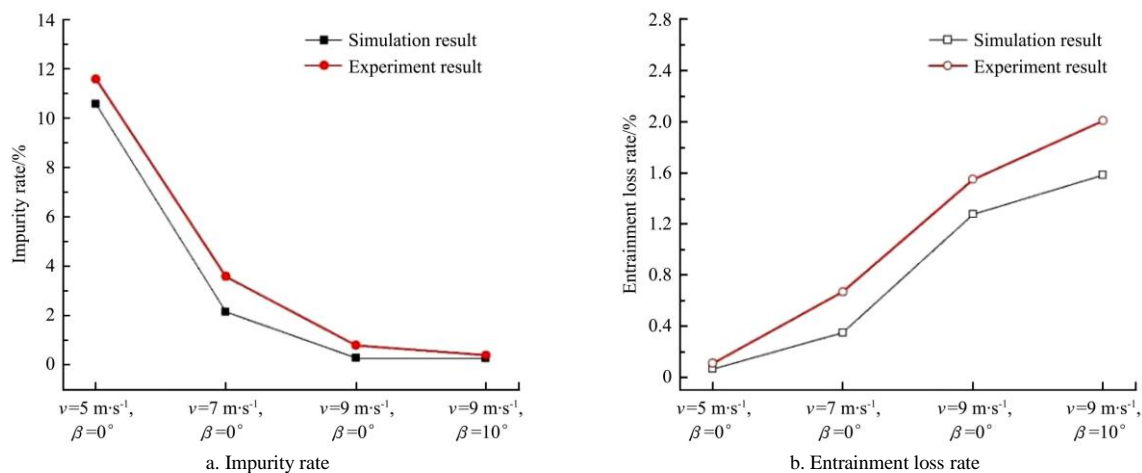 14
12
10
8
6
4
2
0
Impurity rate/%
Simulation result
Experiment result
v=5 m·s⁻¹,
β=0°
v=7 m·s⁻¹,
β=0°
v=9 m·s⁻¹,
β=0°
v=9 m·s⁻¹,
β=10°
a. Impurity rate
2.8
2.4
2.0
1.6
1.2
0.8
0.4
0
Entrainment loss rate/%
Simulation result
Experiment result
v=5 m·s⁻¹,
β=0°
v=7 m·s⁻¹,
β=0°
v=9 m·s⁻¹,
β=0°
v=9 m·s⁻¹,
β=10°
b. Entrainment loss rate